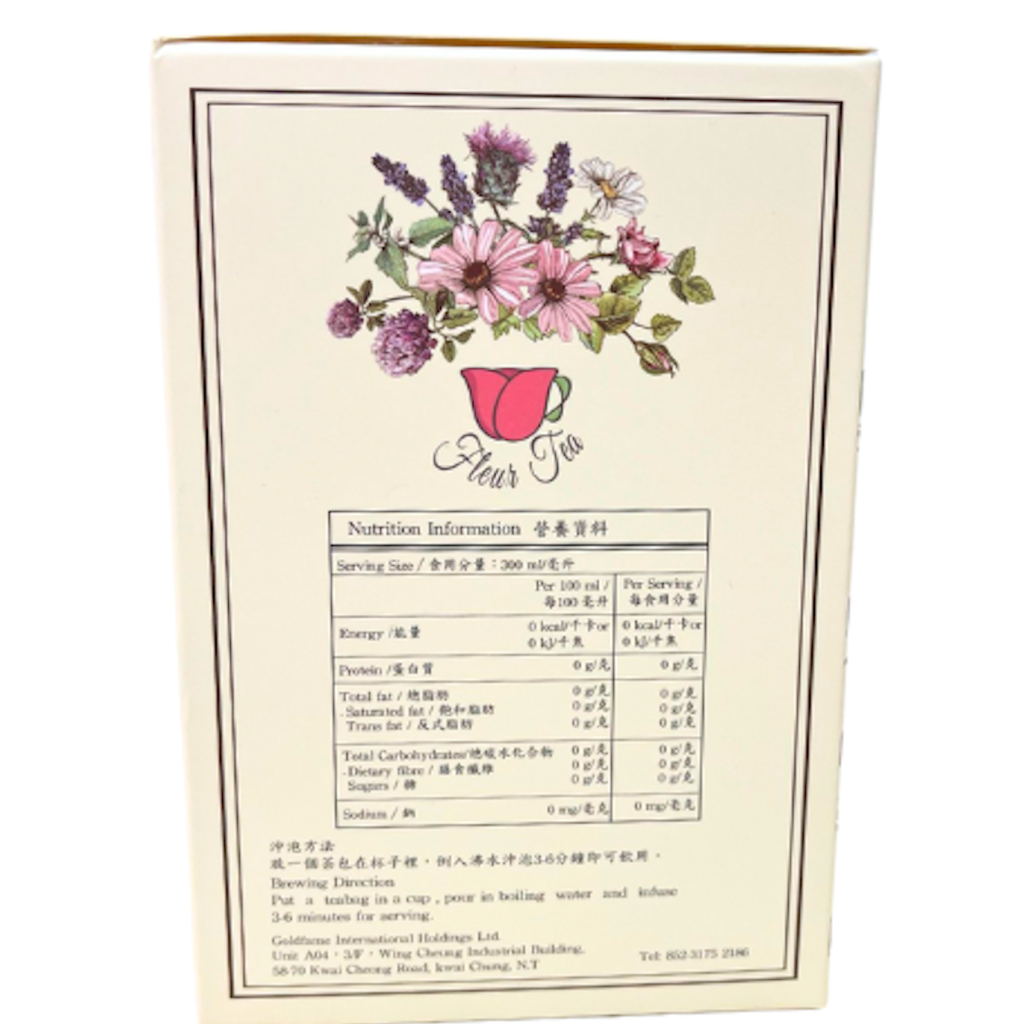 Fleur Tea
Nutrition Information 營養資料
Serving Size / 食用分量：300 ml/毫升
Per 100 ml / Per Serving /
每100 毫升 每食用分量
Energy /能量 0 kcal/千卡or 0 kcal/千卡or
0 kJ/千焦 0 kJ/千焦
Protein /蛋白質 0 g/克 0 g/克
Total fat / 總脂肪 0 g/克 0 g/克
-Saturated fat / 飽和脂肪 0 g/克 0 g/克
Trans fat / 反式脂肪 0 g/克 0 g/克
Total Carbohydrates/總碳水化合物 0 g/克 0 g/克
-Dietary fibre / 膳食纖維 0 g/克 0 g/克
Sugars / 糖 0 g/克 0 g/克
Sodium / 鈉 0 mg/毫克 0 mg/毫克
沖泡方法
放一個茶包在杯子裡，倒入沸水沖泡3-6分鐘即可飲用。
Brewing Direction
Put a teabag in a cup , pour in boiling water and infuse
3-6 minutes for serving.
Goldfame International Holdings Ltd.
Unit A04，3/F，Wing Cheung Industrial Building,
58-70 Kwai Cheong Road, kwai Chung, N.T Tel: 852-3175 2186